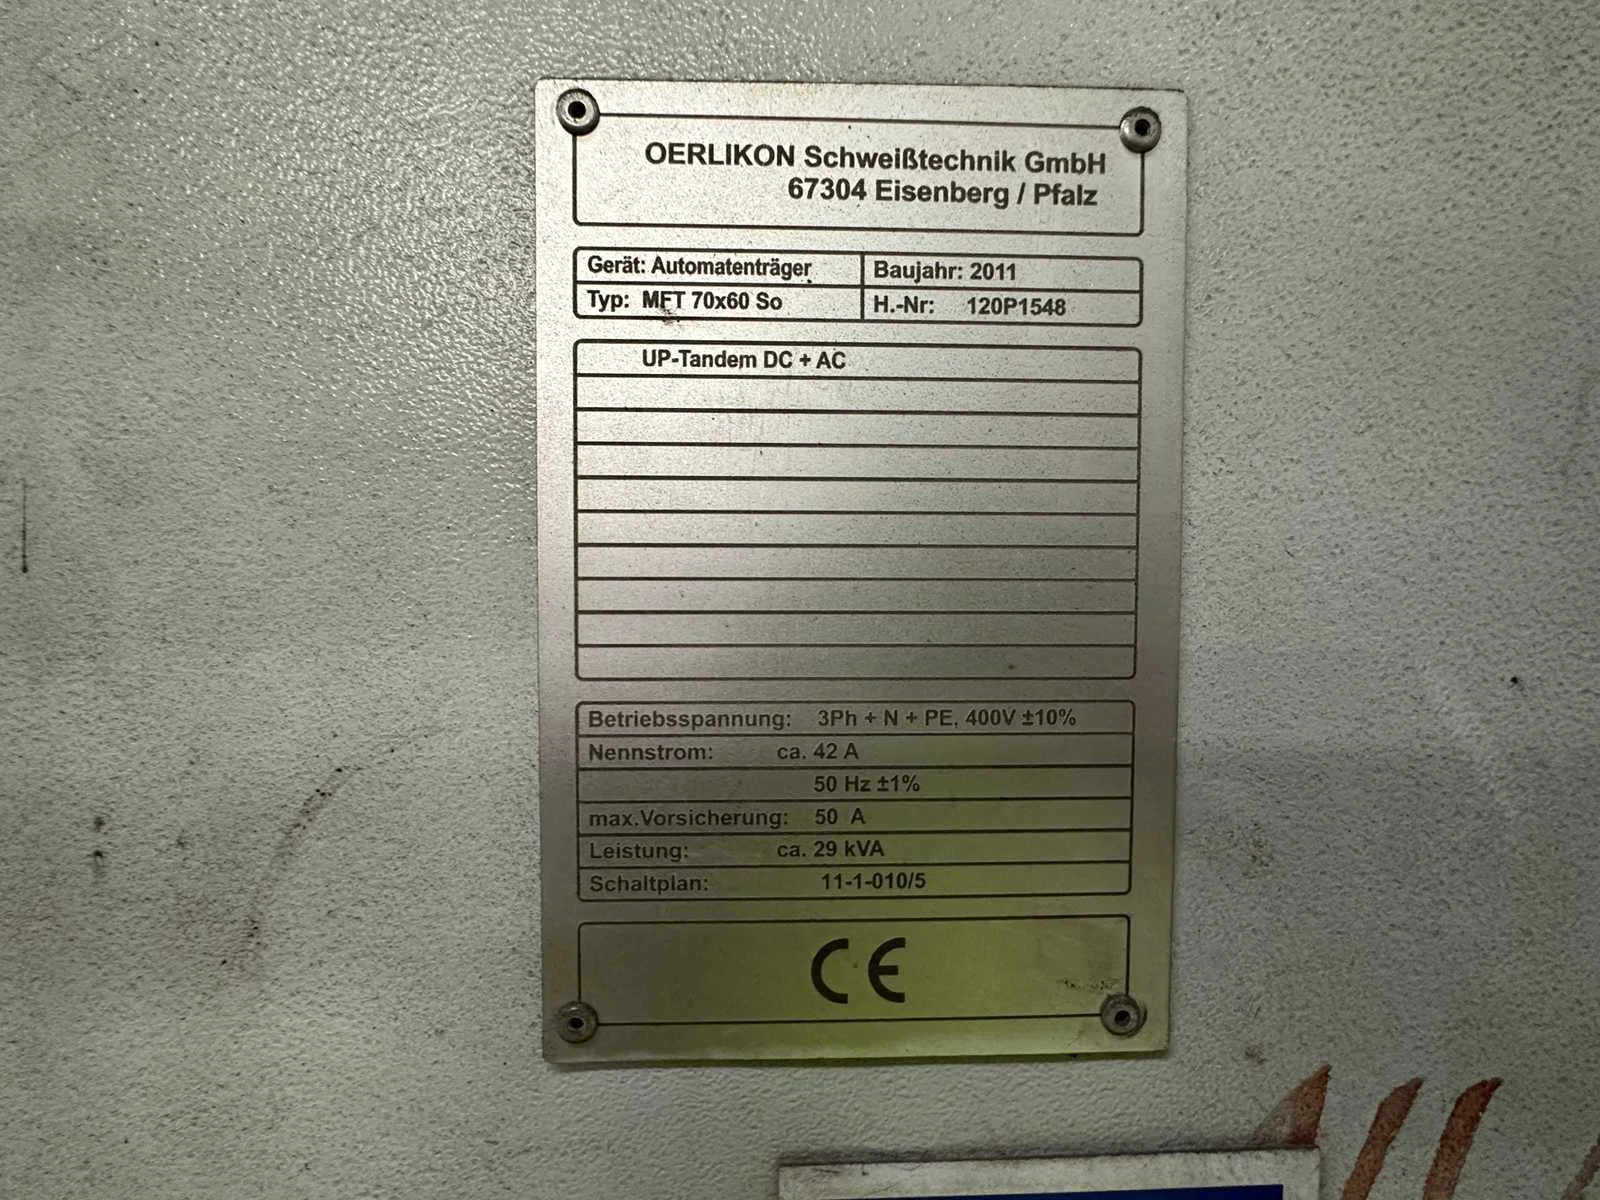 OERLIKON Schweißtechnik GmbH
67304 Eisenberg / Pfalz
Gerät: Automatenträger
Baujahr: 2011
Typ: MFT 70x60 So
H.-Nr: 120P1548
UP-Tandem DC + AC
Betriebsspannung: 3Ph + N + PE, 400V ±10%
Nennstrom: ca. 42 A
50 Hz ±1%
max.Vorsicherung: 50 A
Leistung: ca. 29 kVA
Schaltplan: 11-1-010/5
CE